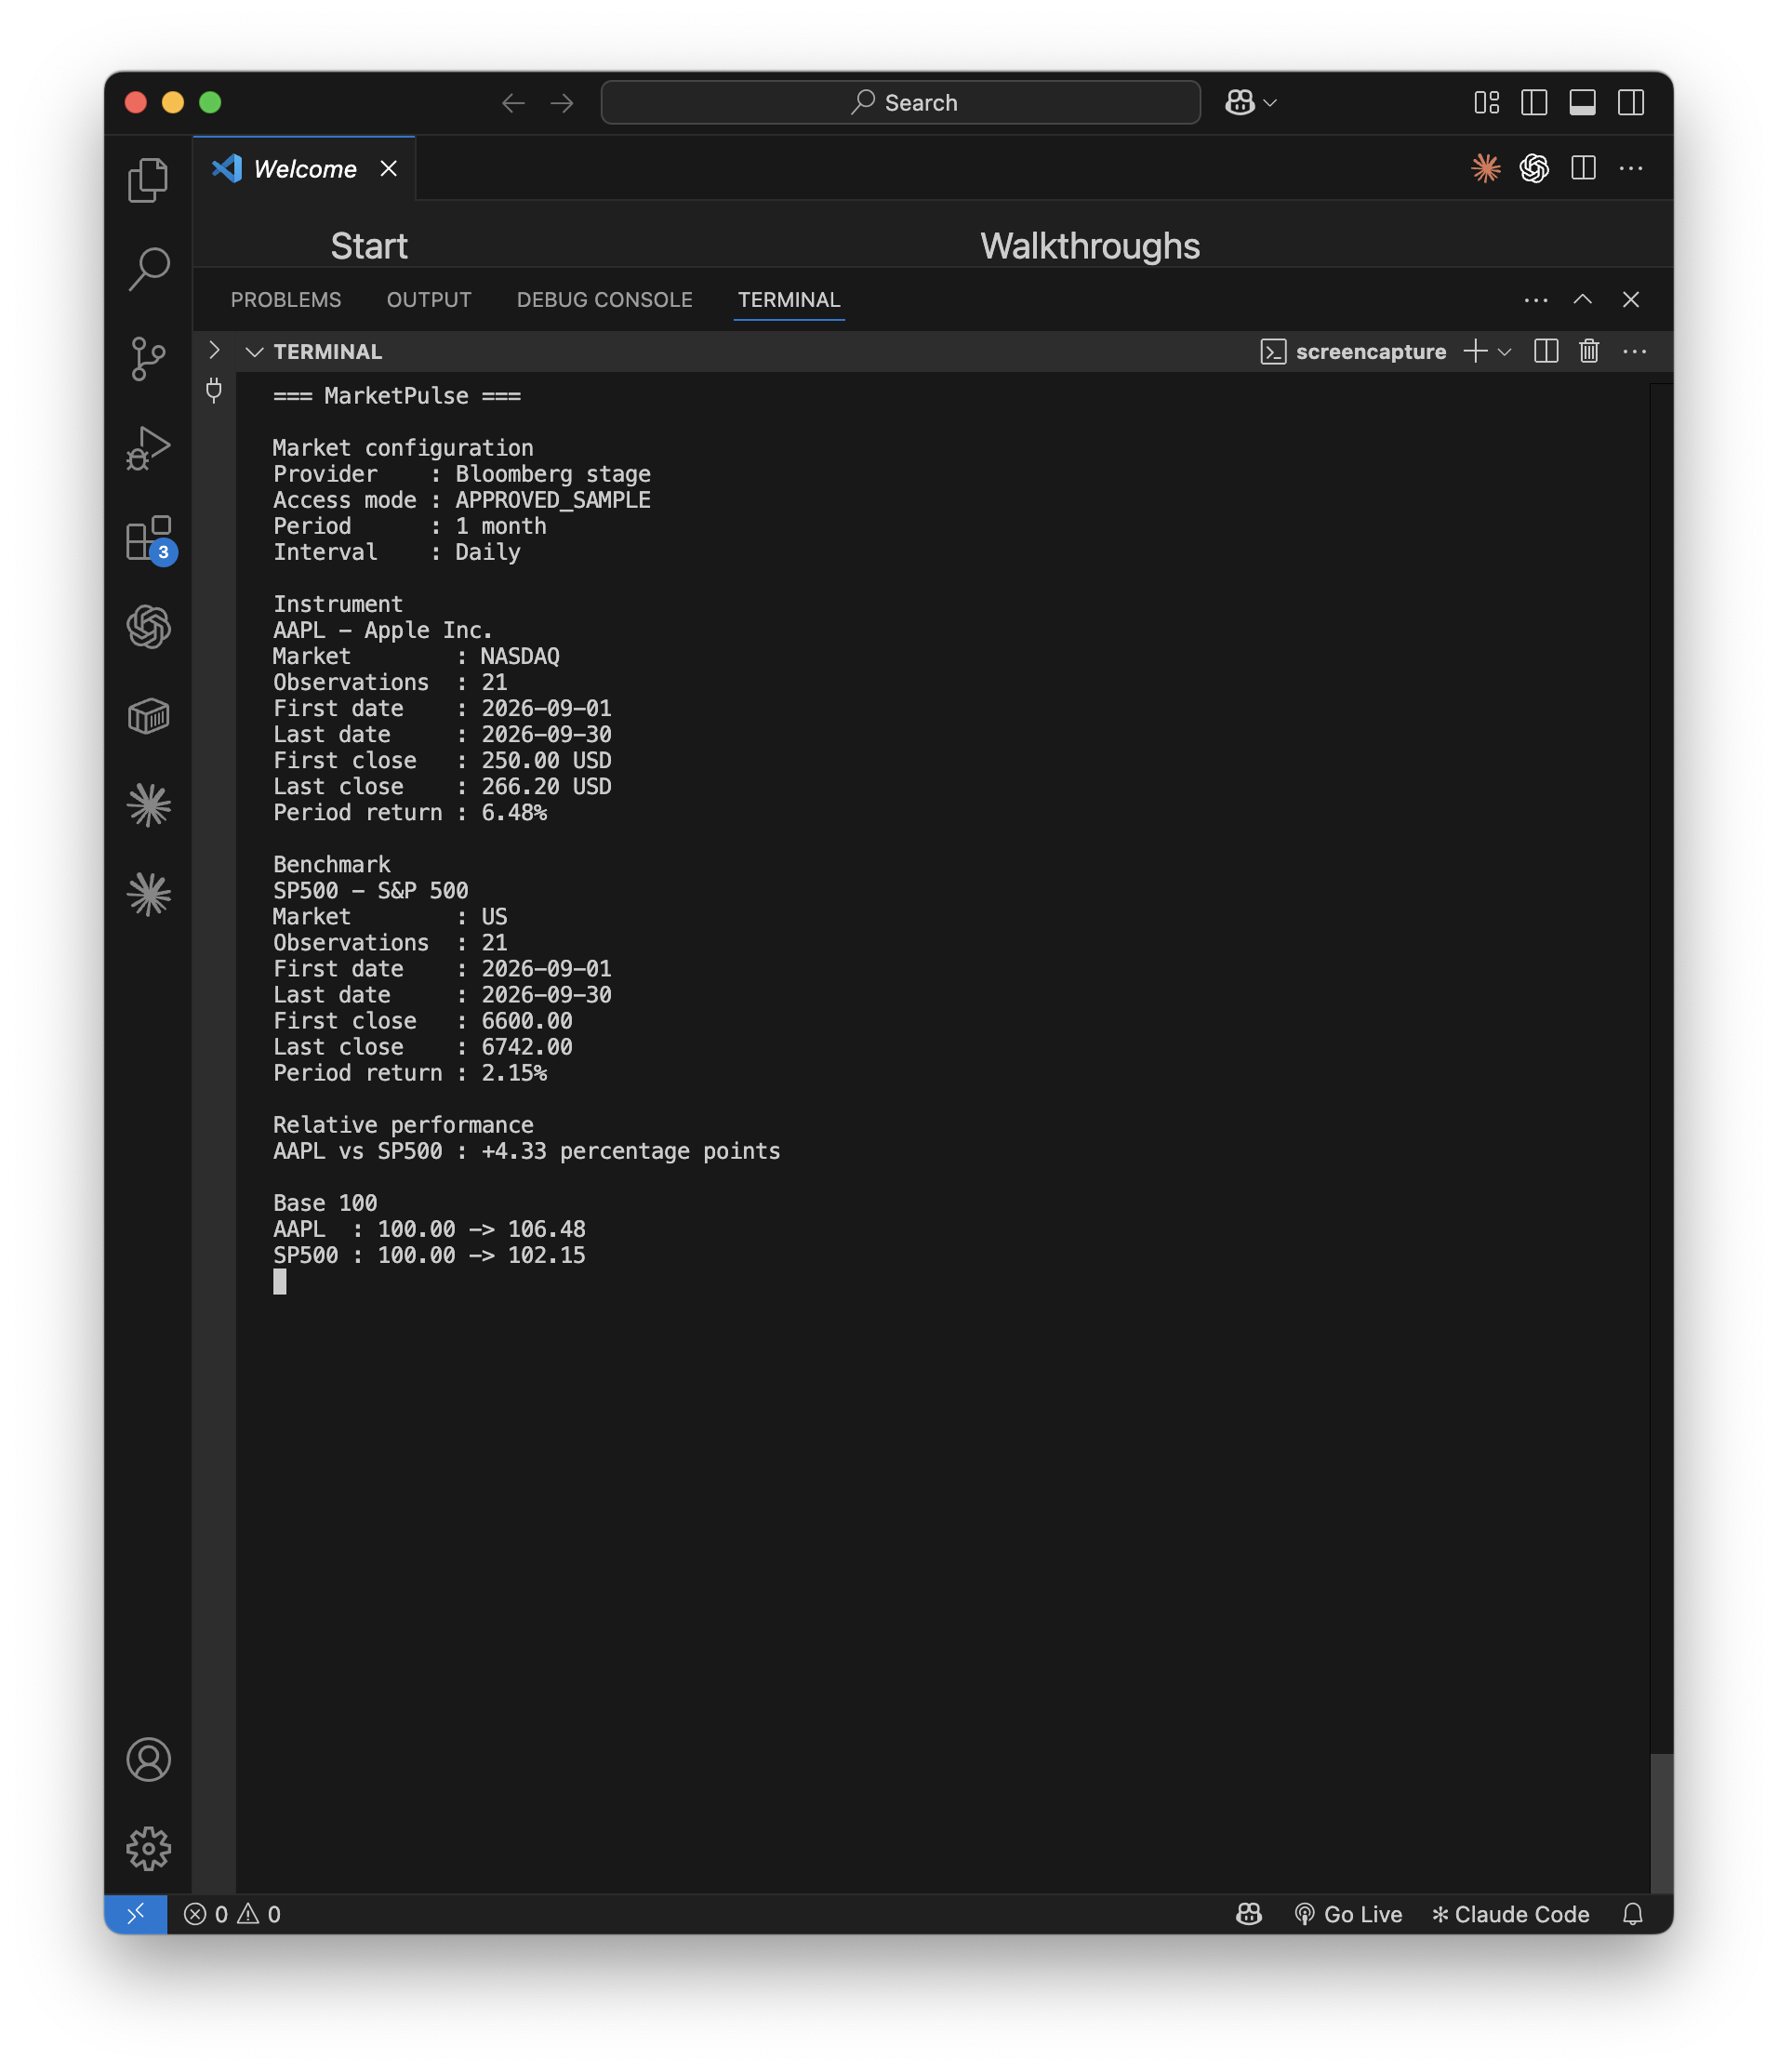 Search
Welcome
Start
Walkthroughs
PROBLEMS OUTPUT DEBUG CONSOLE TERMINAL
TERMINAL
screencapture
=== MarketPulse ===
Market configuration
Provider    : Bloomberg stage
Access mode : APPROVED_SAMPLE
Period      : 1 month
Interval    : Daily
Instrument
AAPL - Apple Inc.
Market        : NASDAQ
Observations  : 21
First date    : 2026-09-01
Last date     : 2026-09-30
First close   : 250.00 USD
Last close    : 266.20 USD
Period return : 6.48%
Benchmark
SP500 - S&P 500
Market        : US
Observations  : 21
First date    : 2026-09-01
Last date     : 2026-09-30
First close   : 6600.00
Last close    : 6742.00
Period return : 2.15%
Relative performance
AAPL vs SP500 : +4.33 percentage points
Base 100
AAPL  : 100.00 -> 106.48
SP500 : 100.00 -> 102.15
3
0 0
Go Live
Claude Code